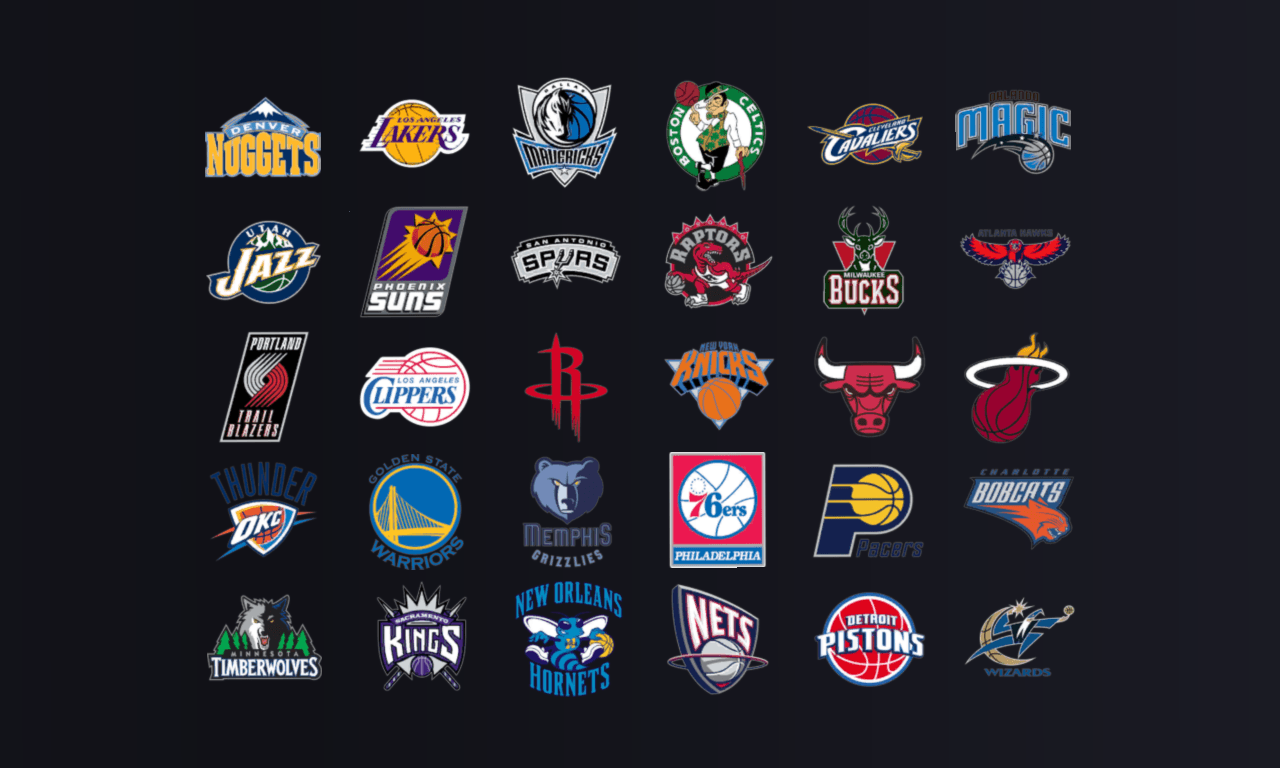 DENVER
NUGGETS
LOS ANGELES
LAKERS
DALLAS
MAVERICKS
BOSTON CELTICS
CLEVELAND
CAVALIERS
ORLANDO
MAGIC
UTAH
JAZZ
PHOENIX
SUNS
SAN ANTONIO
SPURS
RAPTORS
MILWAUKEE
BUCKS
ATLANTA HAWKS
PORTLAND
TRAIL
BLAZERS
LOS ANGELES
CLIPPERS
R
NEW YORK
KNICKS
THUNDER
OKC
GOLDEN STATE
WARRIORS
MEMPHIS
GRIZZLIES
76ers
PHILADELPHIA
P
Pacers
CHARLOTTE
BOBCATS
MINNESOTA
TIMBERWOLVES
SACRAMENTO
KINGS
NEW ORLEANS
HORNETS
NETS
DETROIT
PISTONS
WIZARDS